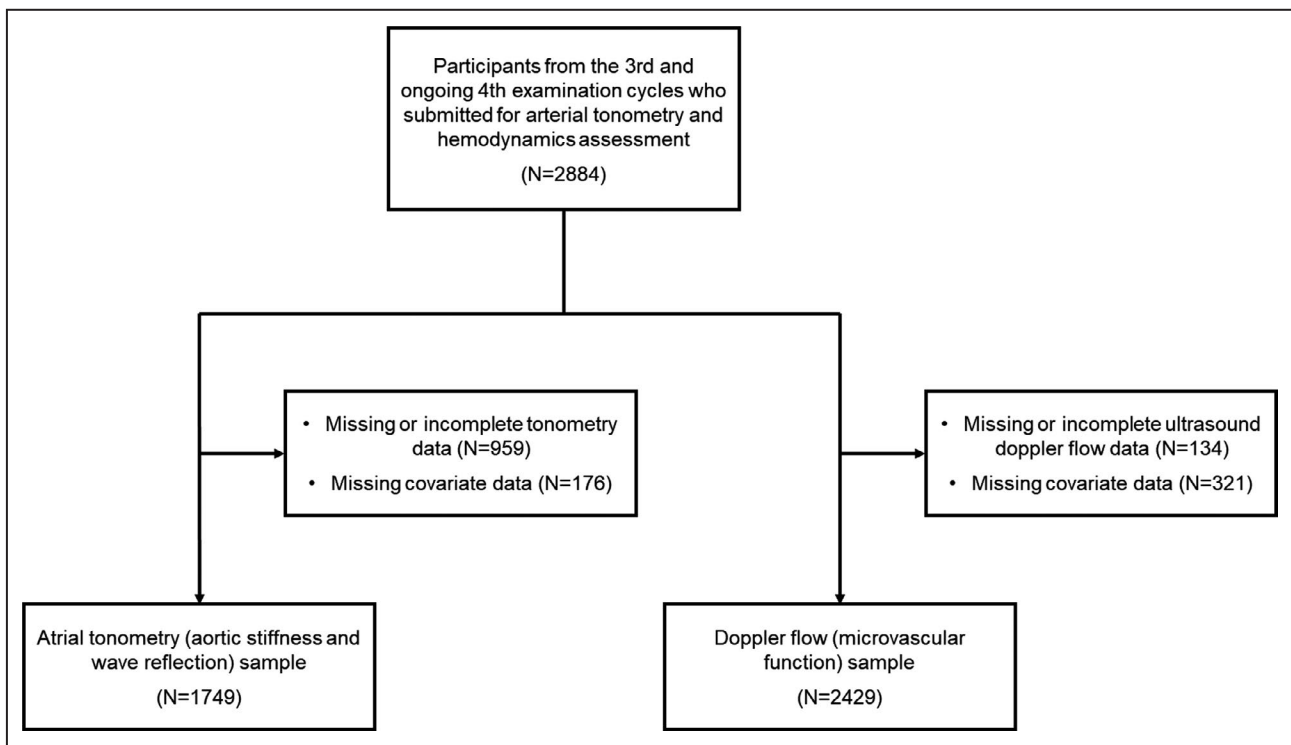 Participants from the 3rd and
ongoing 4th examination cycles who
submitted for arterial tonometry and
hemodynamics assessment
(N=2884)
• Missing or incomplete tonometry
data (N=959)
• Missing covariate data (N=176)
• Missing or incomplete ultrasound
doppler flow data (N=134)
• Missing covariate data (N=321)
Atrial tonometry (aortic stiffness and
wave reflection) sample
(N=1749)
Doppler flow (microvascular
function) sample
(N=2429)